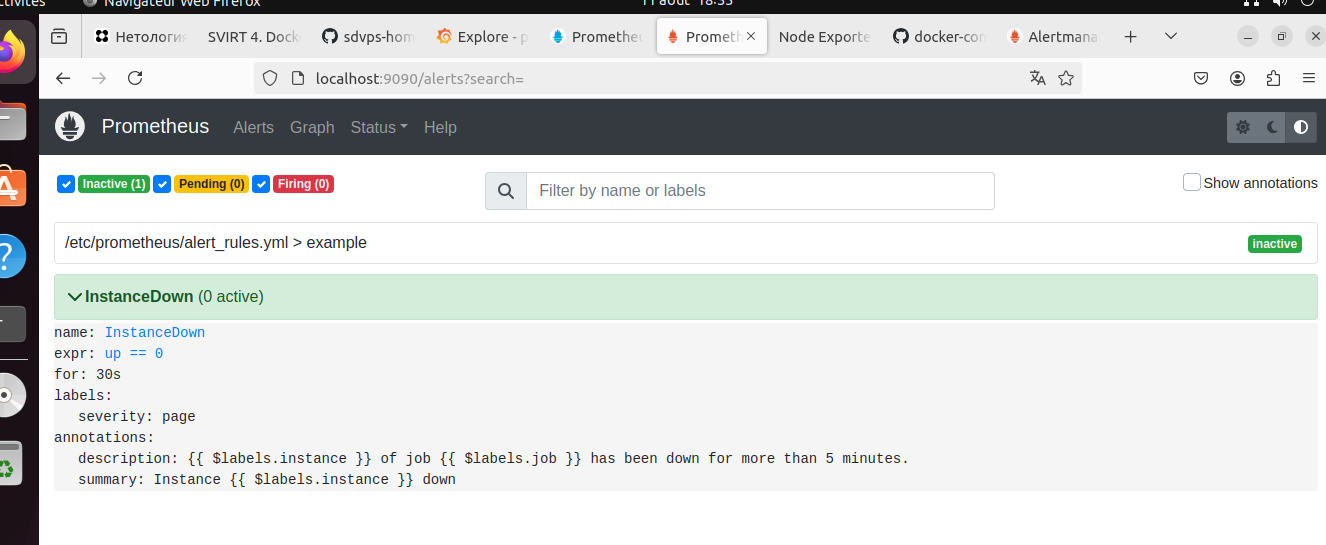 Navigateur Web Firefox
11 août 18:33
Нетология
SVIRT 4. Dock
sdvps-hom
Explore - p
Prometheu
Prometh
Node Exporte
docker-con
Alertmana
localhost:9090/alerts?search=
Prometheus Alerts Graph Status Help
Inactive (1) Pending (0) Firing (0) Filter by name or labels Show annotations
/etc/prometheus/alert_rules.yml > example inactive
InstanceDown (0 active)
name: InstanceDown
expr: up == 0
for: 30s
labels:
severity: page
annotations:
description: {{ $labels.instance }} of job {{ $labels.job }} has been down for more than 5 minutes.
summary: Instance {{ $labels.instance }} down